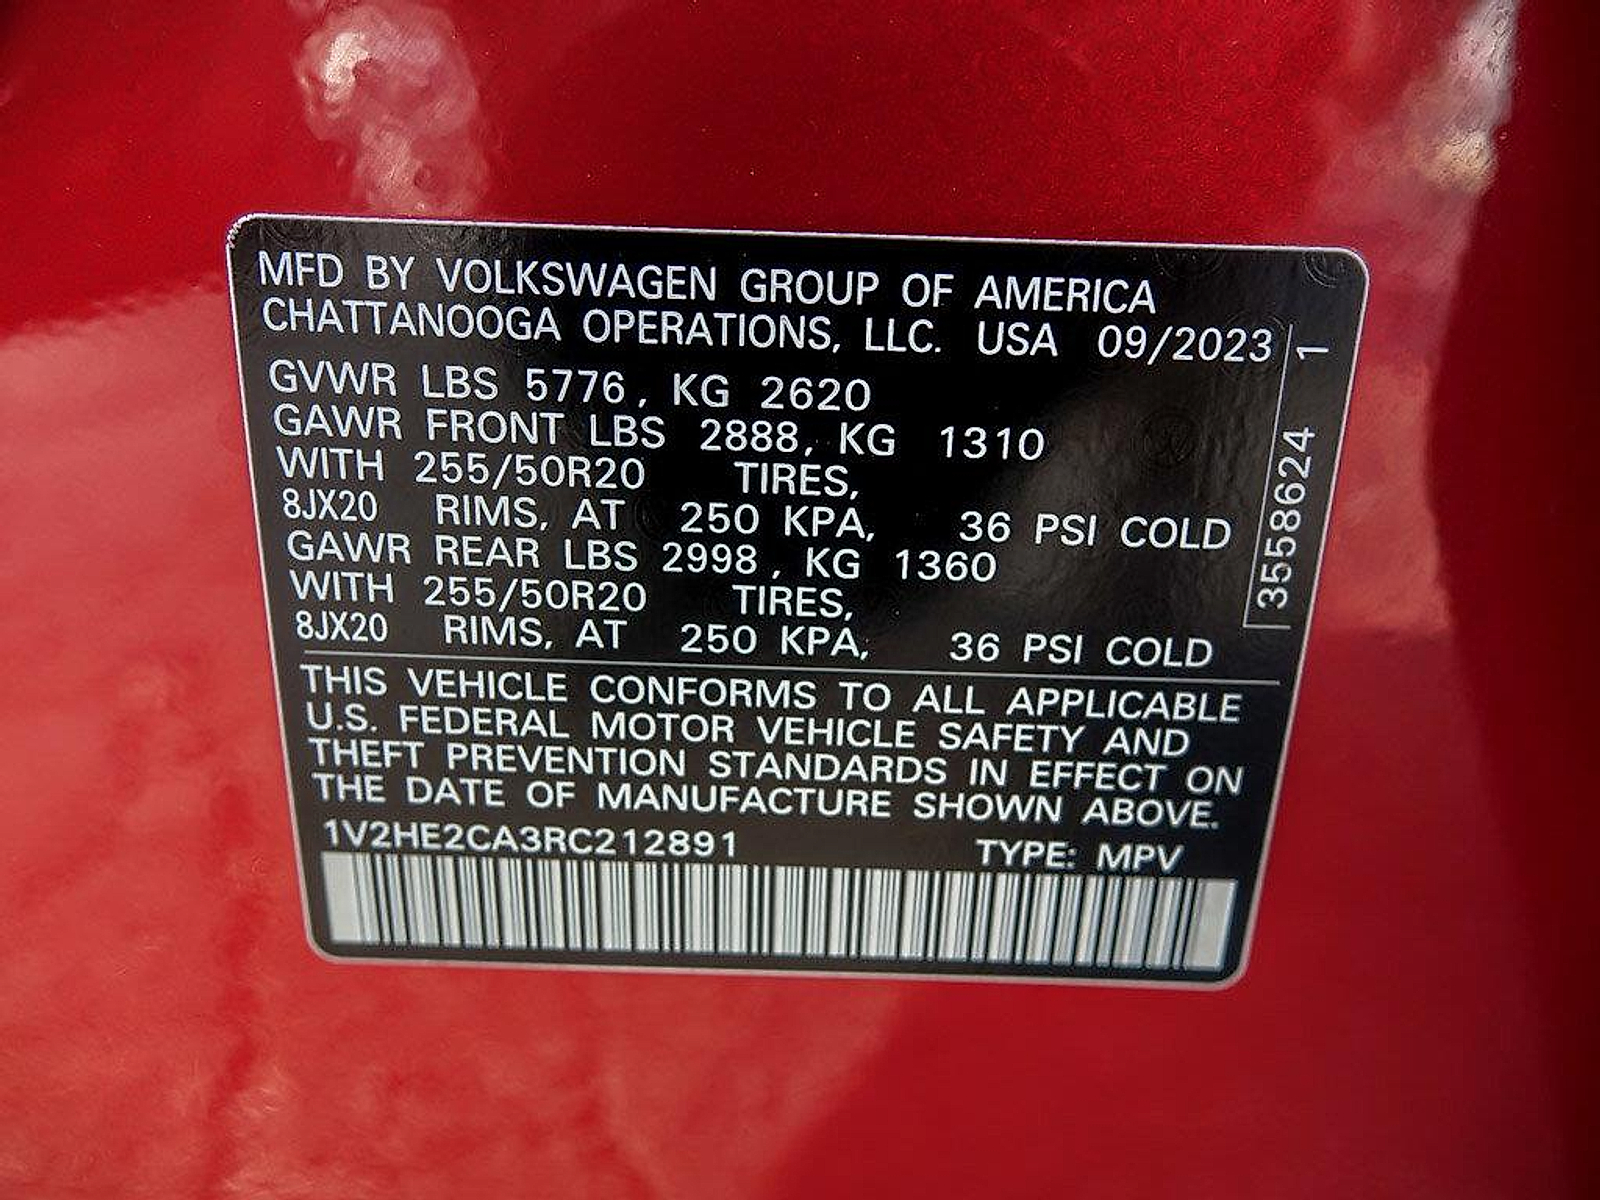 MFD BY VOLKSWAGEN GROUP OF AMERICA
CHATTANOOGA OPERATIONS, LLC. USA 09/2023
GVWR LBS 5776, KG 2620
GAWR FRONT LBS 2888, KG 1310
WITH 255/50R20 TIRES,
8JX20 RIMS, AT 250 KPA, 36 PSI COLD
GAWR REAR LBS 2998, KG 1360
WITH 255/50R20 TIRES,
8JX20 RIMS, AT 250 KPA, 36 PSI COLD
3558624 1
THIS VEHICLE CONFORMS TO ALL APPLICABLE
U.S. FEDERAL MOTOR VEHICLE SAFETY AND
THEFT PREVENTION STANDARDS IN EFFECT ON
THE DATE OF MANUFACTURE SHOWN ABOVE.
1V2HE2CA3RC212891 TYPE: MPV